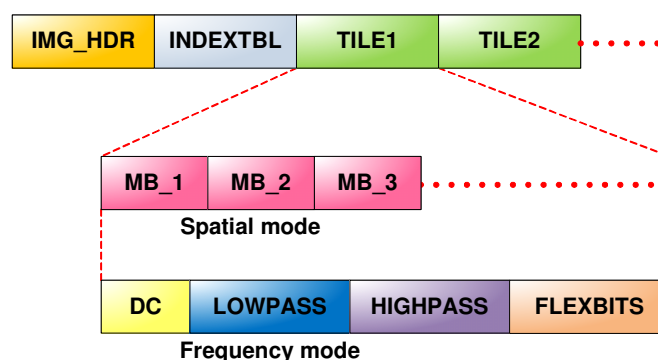 IMG_HDR INDEXTBL TILE1 TILE2
MB_1 MB_2 MB_3
Spatial mode
DC LOWPASS HIGHPASS FLEXBITS
Frequency mode